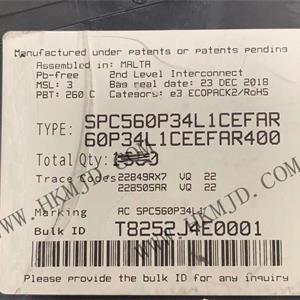 Manufactured under patents or patents pending
Assembled in: MALTA
Pb-free 2nd Level Interconnect
MSL: 3 Bag seal date: 23 DEC 2018
PBT: 260 C Category: e3 ECOPACK2/RoHS
TYPE: SPC560P34L1CEFAR
60P34L1CEEFAR400
Total Qty:
Trace Codes 22849RX7 VQ 22
22850SAR VQ 22
WWW.HKMJD.COM
Marking AC SPC560P34L1
Bulk ID T8252J4E0001
Please provide the bulk ID for any inquiry